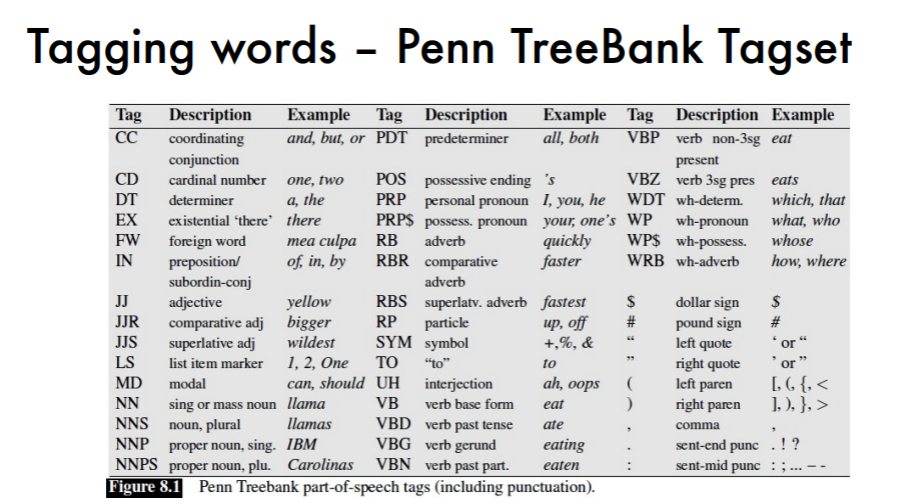 Tagging words – Penn TreeBank Tagset
Tag Description Example Tag Description Example Tag Description Example
CC coordinating and, but, or PDT predeterminer all, both VBP verb non-3sg eat
conjunction present
CD cardinal number one, two POS possessive ending 's VBZ verb 3sg pres eats
DT determiner a, the PRP personal pronoun I, you, he WDT wh-determ. which, that
EX existential ‘there’ there PRP$ possess. pronoun your, one's WP wh-pronoun what, who
FW foreign word mea culpa RB adverb quickly WP$ wh-possess. whose
IN preposition/ of, in, by RBR comparative faster WRB wh-adverb how, where
subordin-conj adverb
JJ adjective yellow RBS superlatv. adverb fastest $ dollar sign $
JJR comparative adj bigger RP particle up, off # pound sign #
JJS superlative adj wildest SYM symbol +,%, & “ left quote ‘ or “
LS list item marker 1, 2, One TO “to” to ” right quote ’ or ”
MD modal can, should UH interjection ah, oops ( left paren [, (, {, <
NN sing or mass noun llama VB verb base form eat ) right paren ], ), }, >
NNS noun, plural llamas VBD verb past tense ate , comma ,
NNP proper noun, sing. IBM VBG verb gerund eating . sent-end punc . ! ?
NNPS proper noun, plu. Carolinas VBN verb past part. eaten : sent-mid punc : ; ... – -
Figure 8.1 Penn Treebank part-of-speech tags (including punctuation).